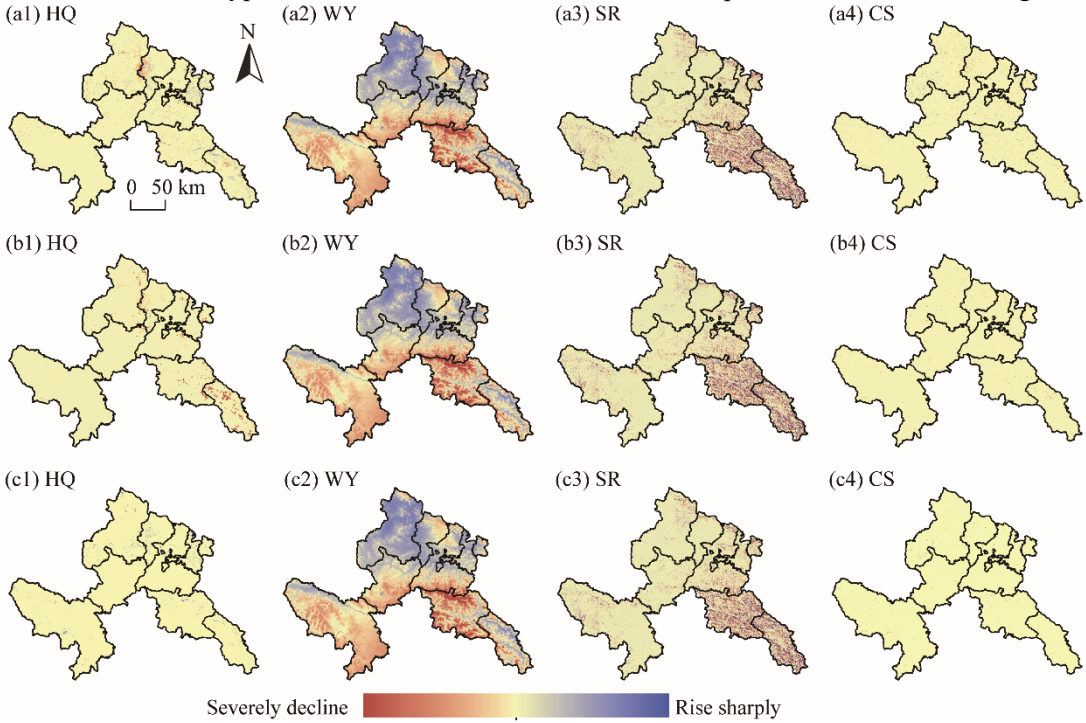 (a1) HQ
(a2) WY
(a3) SR
(a4) CS
N
0 50 km
(b1) HQ
(b2) WY
(b3) SR
(b4) CS
(c1) HQ
(c2) WY
(c3) SR
(c4) CS
Severely decline
Rise sharply